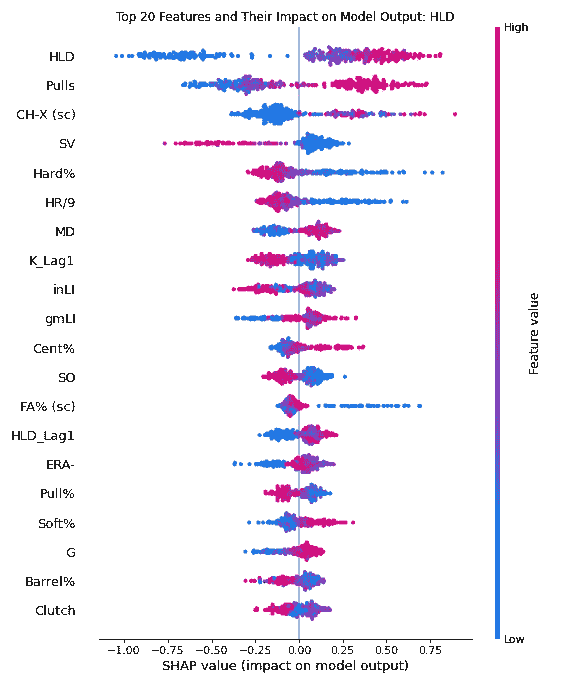 Top 20 Features and Their Impact on Model Output: HLD
High
HLD
Pulls
CH-X (sc)
SV
Hard%
HR/9
MD
K_Lag1
inLI
gmLI
Cent%
SO
FA% (sc)
HLD_Lag1
ERA-
Pull%
Soft%
G
Barrel%
Clutch
Feature value
Low
−1.00 −0.75 −0.50 −0.25 0.00 0.25 0.50 0.75
SHAP value (impact on model output)